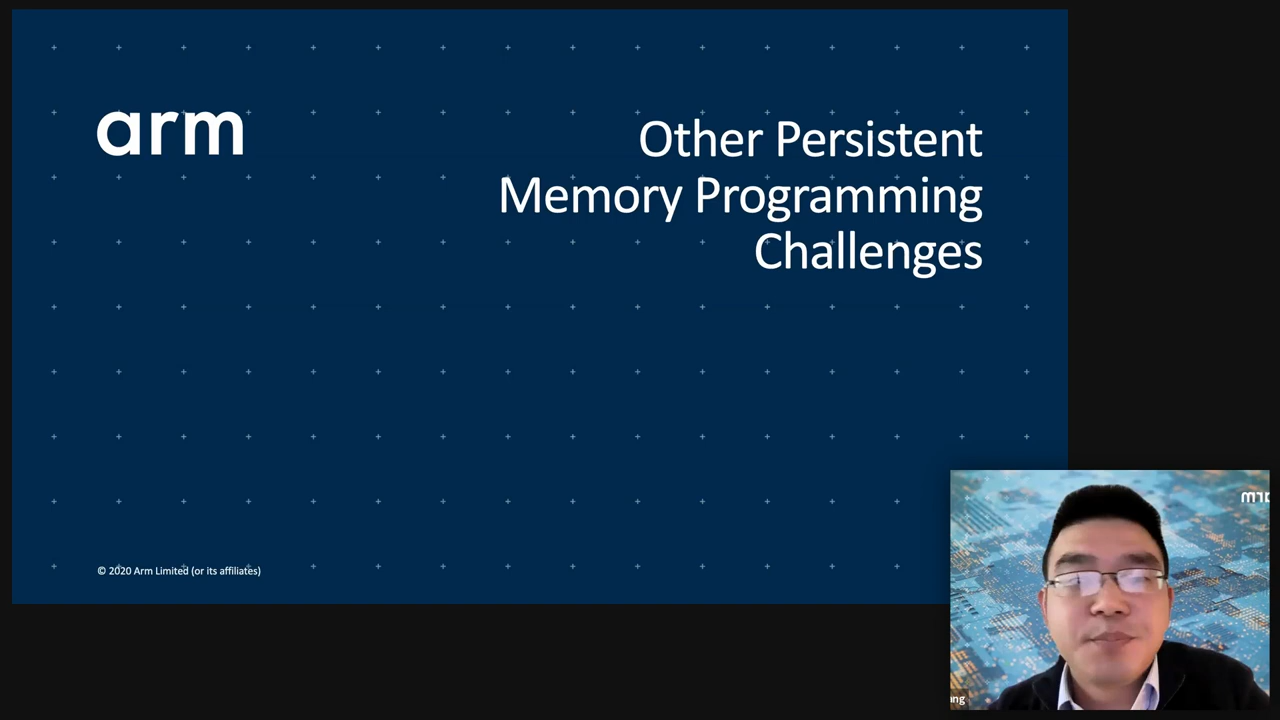 arm
Other Persistent
Memory Programming
Challenges
© 2020 Arm Limited (or its affiliates)